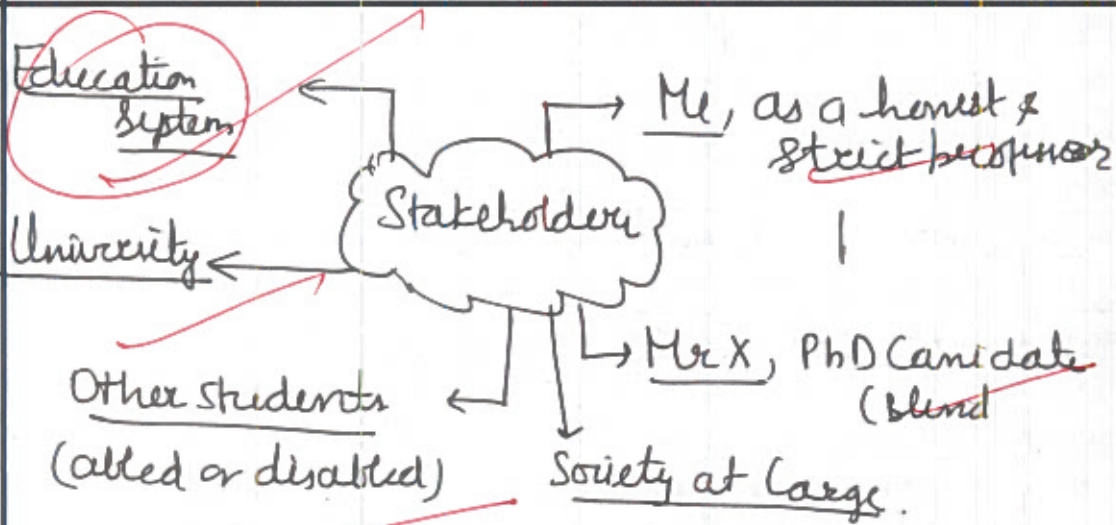 Education
System
Me, as a honest &
strict professor
Stakeholders
University
Mr X, PhD Canidate
(blind
Other students
(abled or disabled)
Society at large.